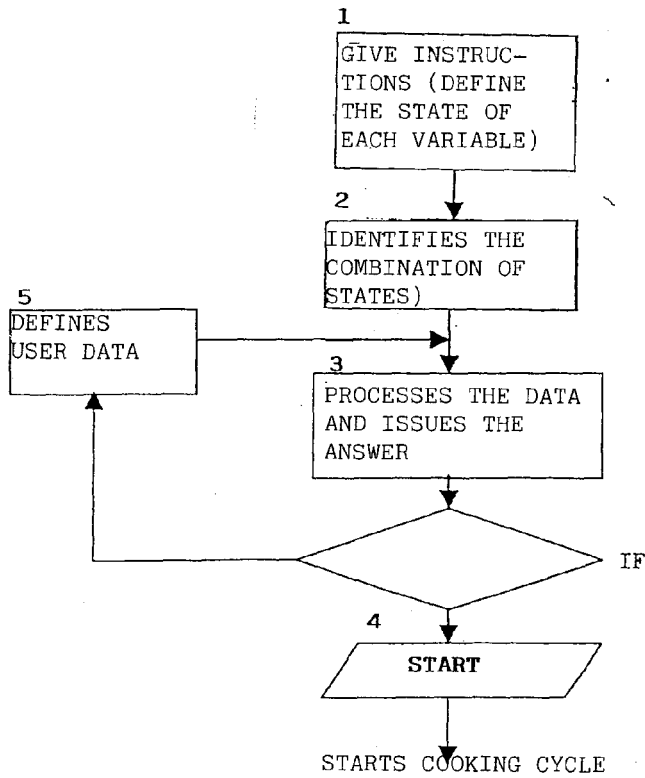 1
GIVE INSTRUC-
TIONS (DEFINE
THE STATE OF
EACH VARIABLE)
2
IDENTIFIES THE
COMBINATION OF
STATES)
5
DEFINES
USER DATA
3
PROCESSES THE DATA
AND ISSUES THE
ANSWER
IF
4
START
STARTS COOKING CYCLE